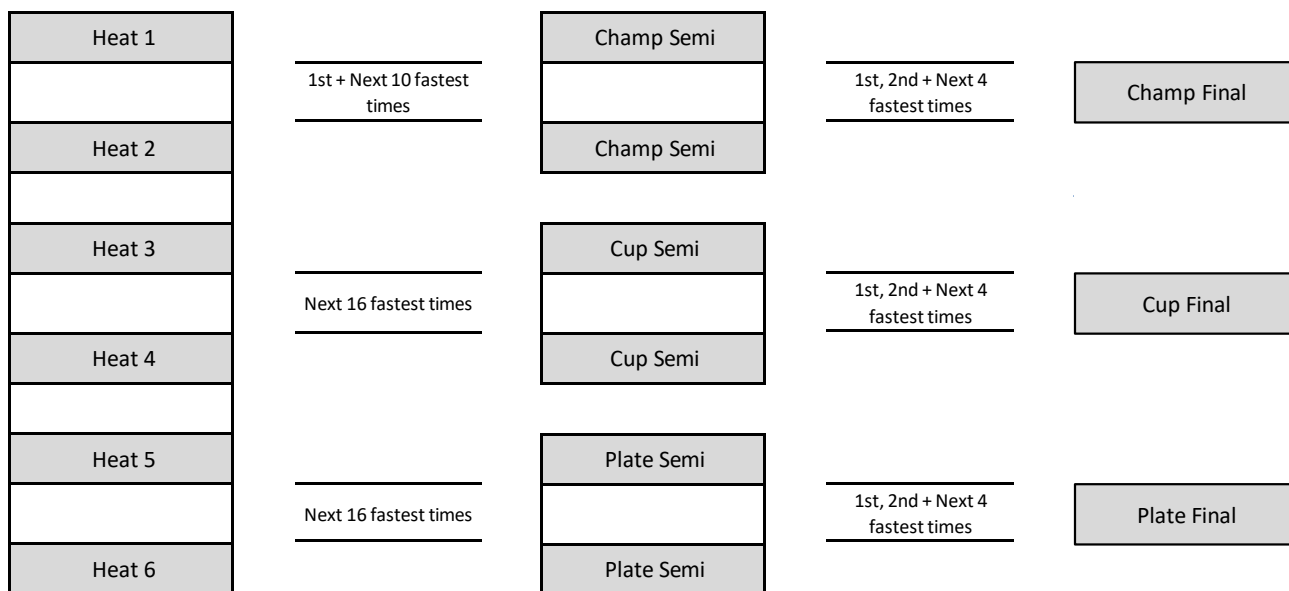 Heat 1
Champ Semi
1st + Next 10 fastest
times
1st, 2nd + Next 4
fastest times
Champ Final
Heat 2
Champ Semi
Heat 3
Cup Semi
Next 16 fastest times
1st, 2nd + Next 4
fastest times
Cup Final
Heat 4
Cup Semi
Heat 5
Plate Semi
Next 16 fastest times
1st, 2nd + Next 4
fastest times
Plate Final
Heat 6
Plate Semi